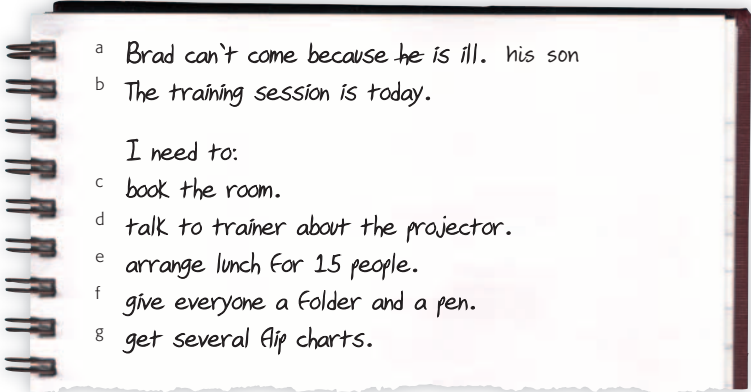 a Brad can't come because he is ill. his son
b The training session is today.
I need to:
c book the room.
d talk to trainer about the projector.
e arrange lunch for 15 people.
f give everyone a folder and a pen.
g get several flip charts.